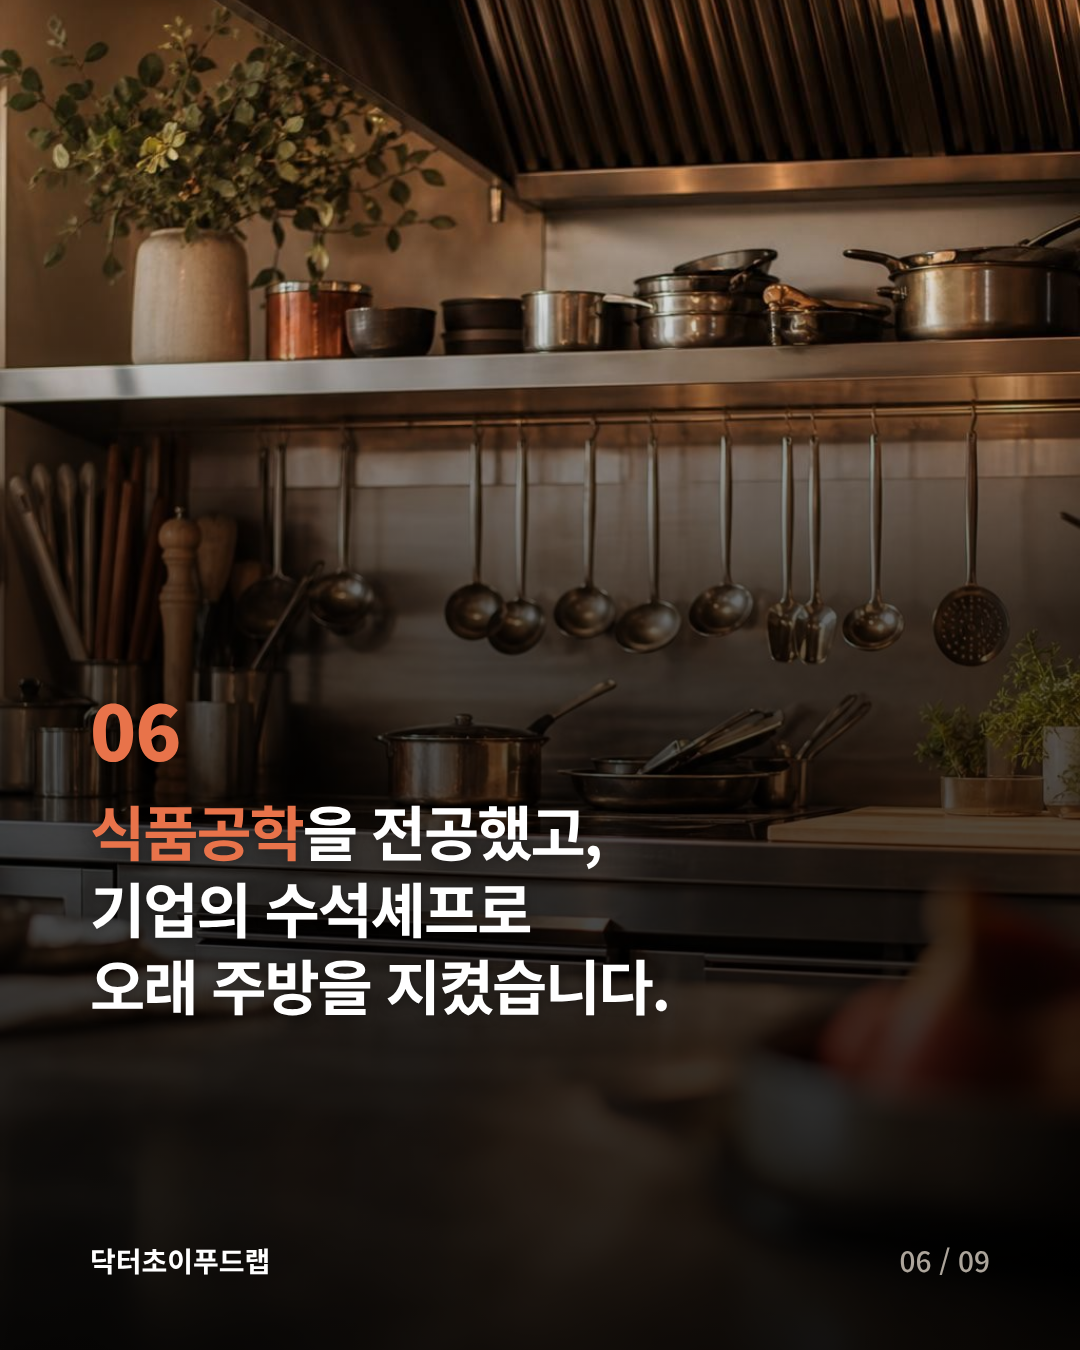 06
식품공학을 전공했고,
기업의 수석셰프로
오래 주방을 지켰습니다.
닥터초이푸드랩
06 / 09